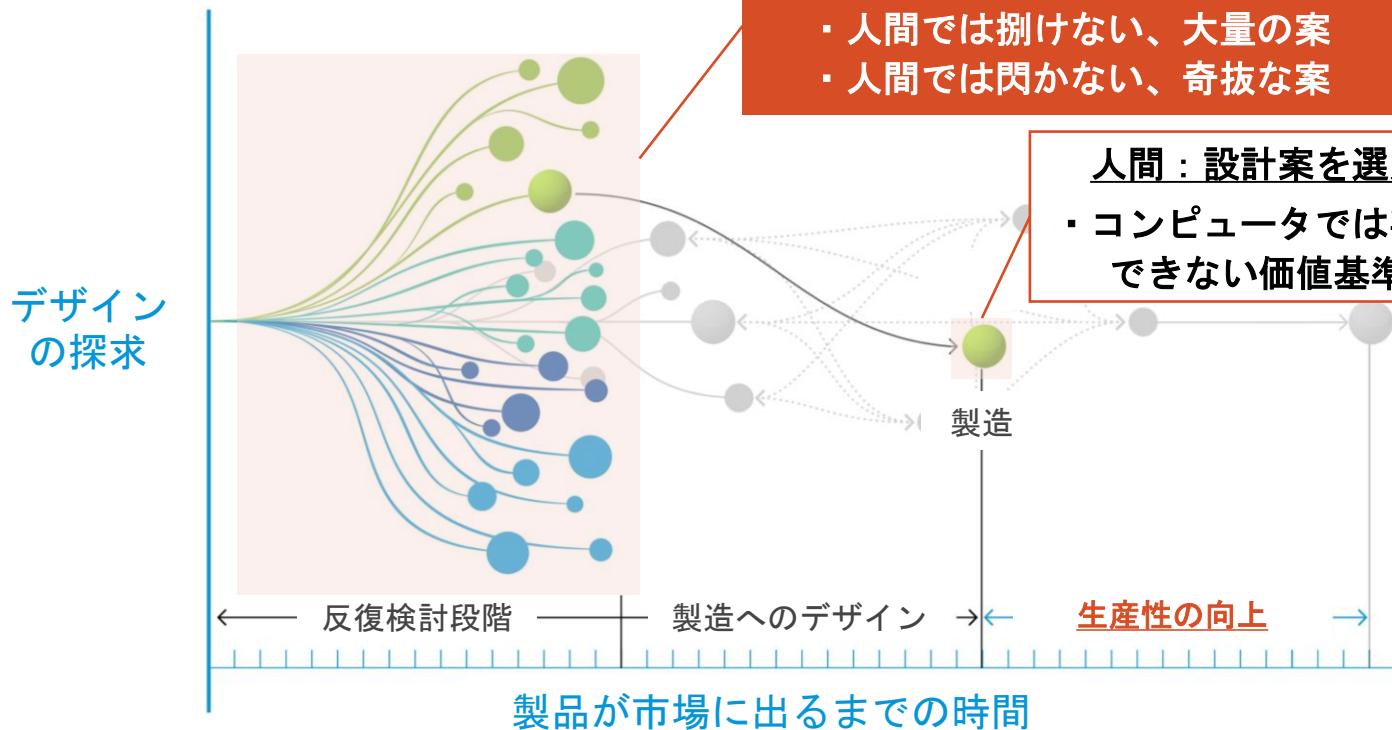 ・人間では捌けない、大量の案
・人間では閃かない、奇抜な案
人間：設計案を選
・コンピュータでは
できない価値基準
デザイン
の探求
製造
反復検討段階
製造へのデザイン
生産性の向上
製品が市場に出るまでの時間